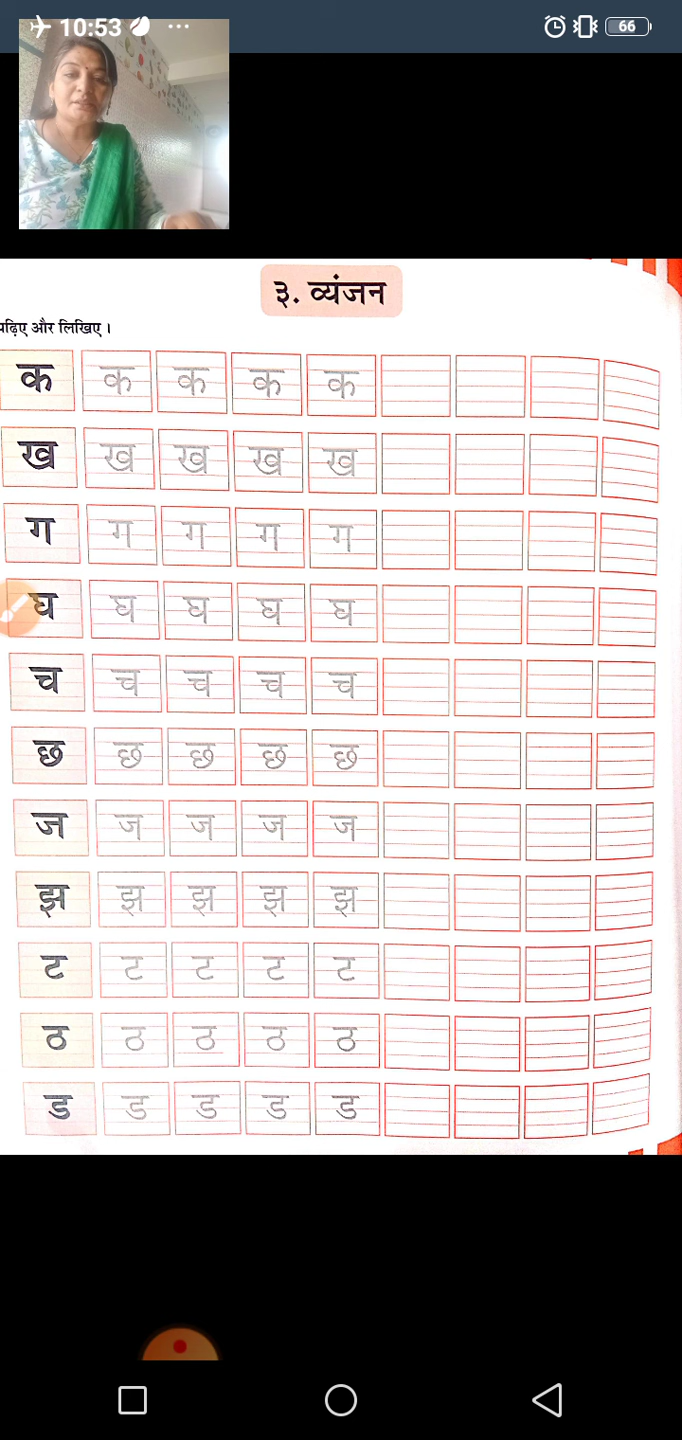 10:53 ...
66
३. व्यंजन
पढ़िए और लिखिए ।
क क क क क
ख ख ख ख ख
ग ग ग ग ग
घ घ घ घ घ
च च च च च
छ छ छ छ छ
ज ज ज ज ज
झ झ झ झ झ
ट ट ट ट ट
ठ ठ ठ ठ ठ
ड ड ड ड ड